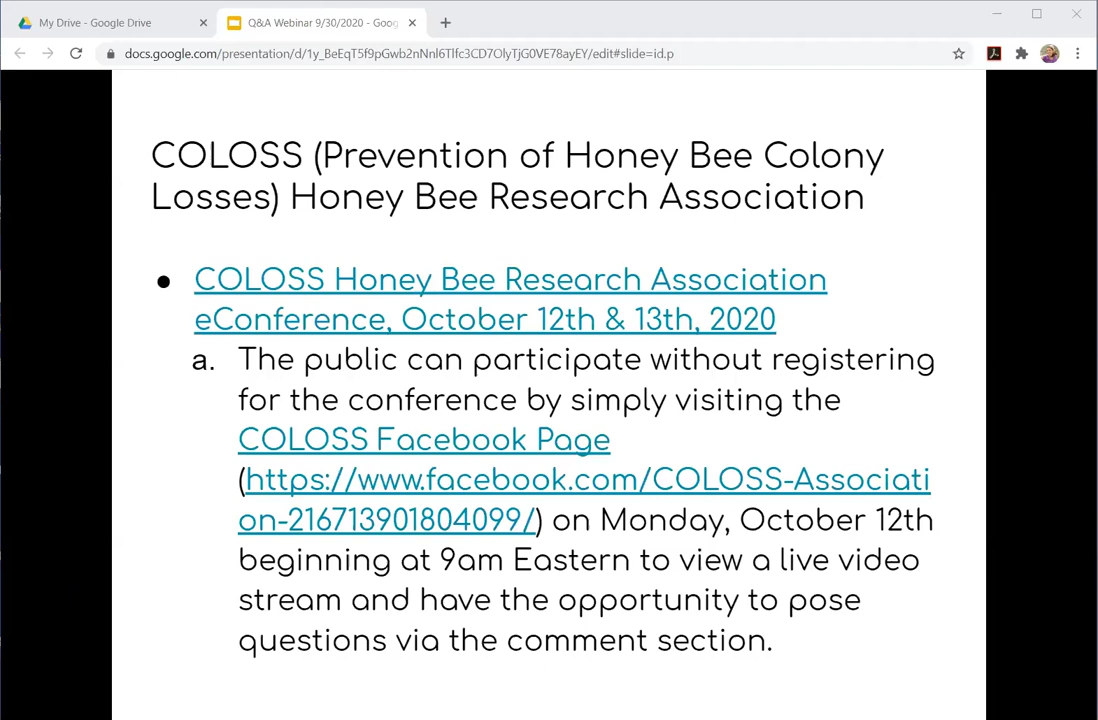 My Drive - Google Drive
Q&A Webinar 9/30/2020 - Goog
docs.google.com/presentation/d/1y_BeEqT5f9pGwb2nNnl6Tlfc3CD7OlyTjG0VE78ayEY/edit#slide=id.p
COLOSS (Prevention of Honey Bee Colony
Losses) Honey Bee Research Association
● COLOSS Honey Bee Research Association
eConference, October 12th & 13th, 2020
a. The public can participate without registering
for the conference by simply visiting the
COLOSS Facebook Page
(https://www.facebook.com/COLOSS-Associati
on-216713901804099/) on Monday, October 12th
beginning at 9am Eastern to view a live video
stream and have the opportunity to pose
questions via the comment section.